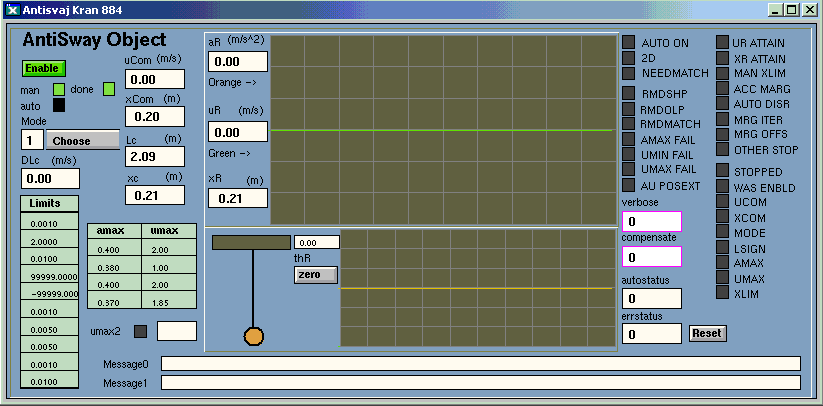 Antisvaj Kran 884
AntiSway Object
Enable
man
done
auto
Mode
1
Choose
DLc (m/s)
0.00
uCom (m/s)
0.00
xCom (m)
0.20
Lc (m)
2.09
xc (m)
0.21
Limits
0.0010
2.0000
0.0100
99999.0000
-99999.000
0.0010
0.0050
0.0050
0.0010
0.0100
amax umax
0.400 2.00
0.380 1.00
0.400 2.00
0.370 1.85
umax2
aR (m/s^2)
0.00
Orange ->
uR (m/s)
0.00
Green ->
xR (m)
0.21
0.00
thR
zero
AUTO ON
2D
NEEDMATCH
RMDSHP
RMDOLP
RMDMATCH
AMAX FAIL
UMIN FAIL
UMAX FAIL
AU POSEXT
verbose
0
compensate
0
autostatus
0
errstatus
0
Reset
UR ATTAIN
XR ATTAIN
MAN XLIM
ACC MARG
AUTO DISR
MRG ITER
MRG OFFS
OTHER STOP
STOPPED
WAS ENBLD
UCOM
XCOM
MODE
LSIGN
AMAX
UMAX
XLIM
Message0
Message1